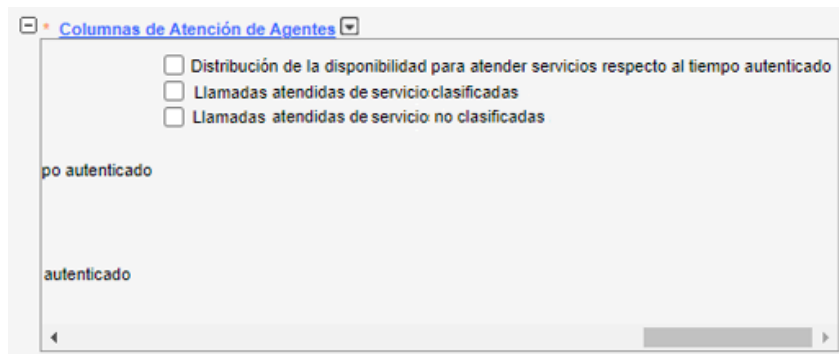 * Columnas de Atención de Agentes
Distribución de la disponibilidad para atender servicios respecto al tiempo autenticado
Llamadas atendidas de servicio clasificadas
Llamadas atendidas de servicio no clasificadas
po autenticado
autenticado